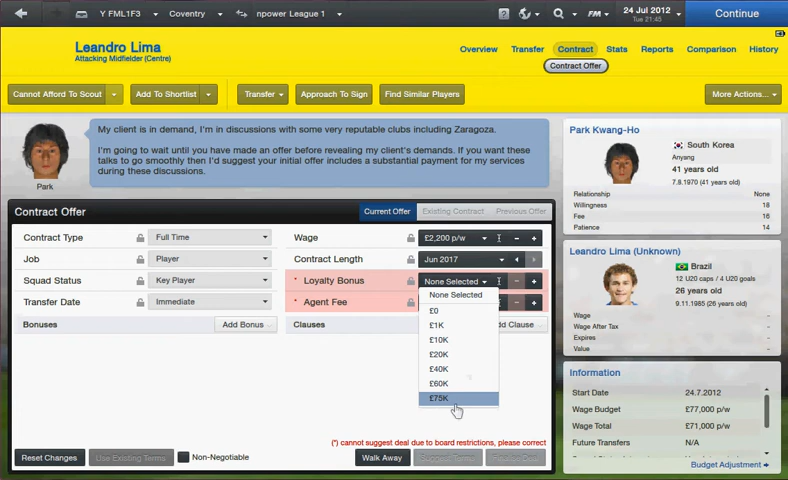 Y FML1F3
Coventry
npower League 1
?
FM
24 Jul 2012
Tue 21:45
Continue
Leandro Lima
Attacking Midfielder (Centre)
Overview
Transfer
Contract
Stats
Reports
Comparison
History
Contract Offer
Cannot Afford To Scout
Add To Shortlist
Transfer
Approach To Sign
Find Similar Players
More Actions...
My client is in demand, I'm in discussions with some very reputable clubs including Zaragoza.
I'm going to wait until you have made an offer before revealing my client's demands. If you want these
talks to go smoothly then I'd suggest your initial offer includes a substantial payment for my services
during these discussions.
Park
Contract Offer
Current Offer
Existing Contract
Previous Offer
Contract Type
Full Time
Job
Player
Squad Status
Key Player
Transfer Date
Immediate
Wage
£2,200 p/w
Contract Length
Jun 2017
* Loyalty Bonus
None Selected
* Agent Fee
Bonuses
Add Bonus
Clauses
Add Clause
None Selected
£0
£1K
£10K
£20K
£40K
£60K
£75K
(*) cannot suggest deal due to board restrictions, please correct
Reset Changes
Use Existing Terms
Non-Negotiable
Walk Away
Suggest Terms
Park Kwang-Ho
South Korea
Anyang
41 years old
7.9.1970 (41 years old)
Relationship None
Willingness 18
Fee 16
Patience 14
Leandro Lima (Unknown)
Brazil
12 U20 caps / 4 U20 goals
26 years old
9.11.1985 (26 years old)
Wage -
Wage After Tax -
Expires -
Value -
Information
Start Date 24.7.2012
Wage Budget £77,000 p/w
Wage Total £71,000 p/w
Future Transfers N/A
Budget Adjustment